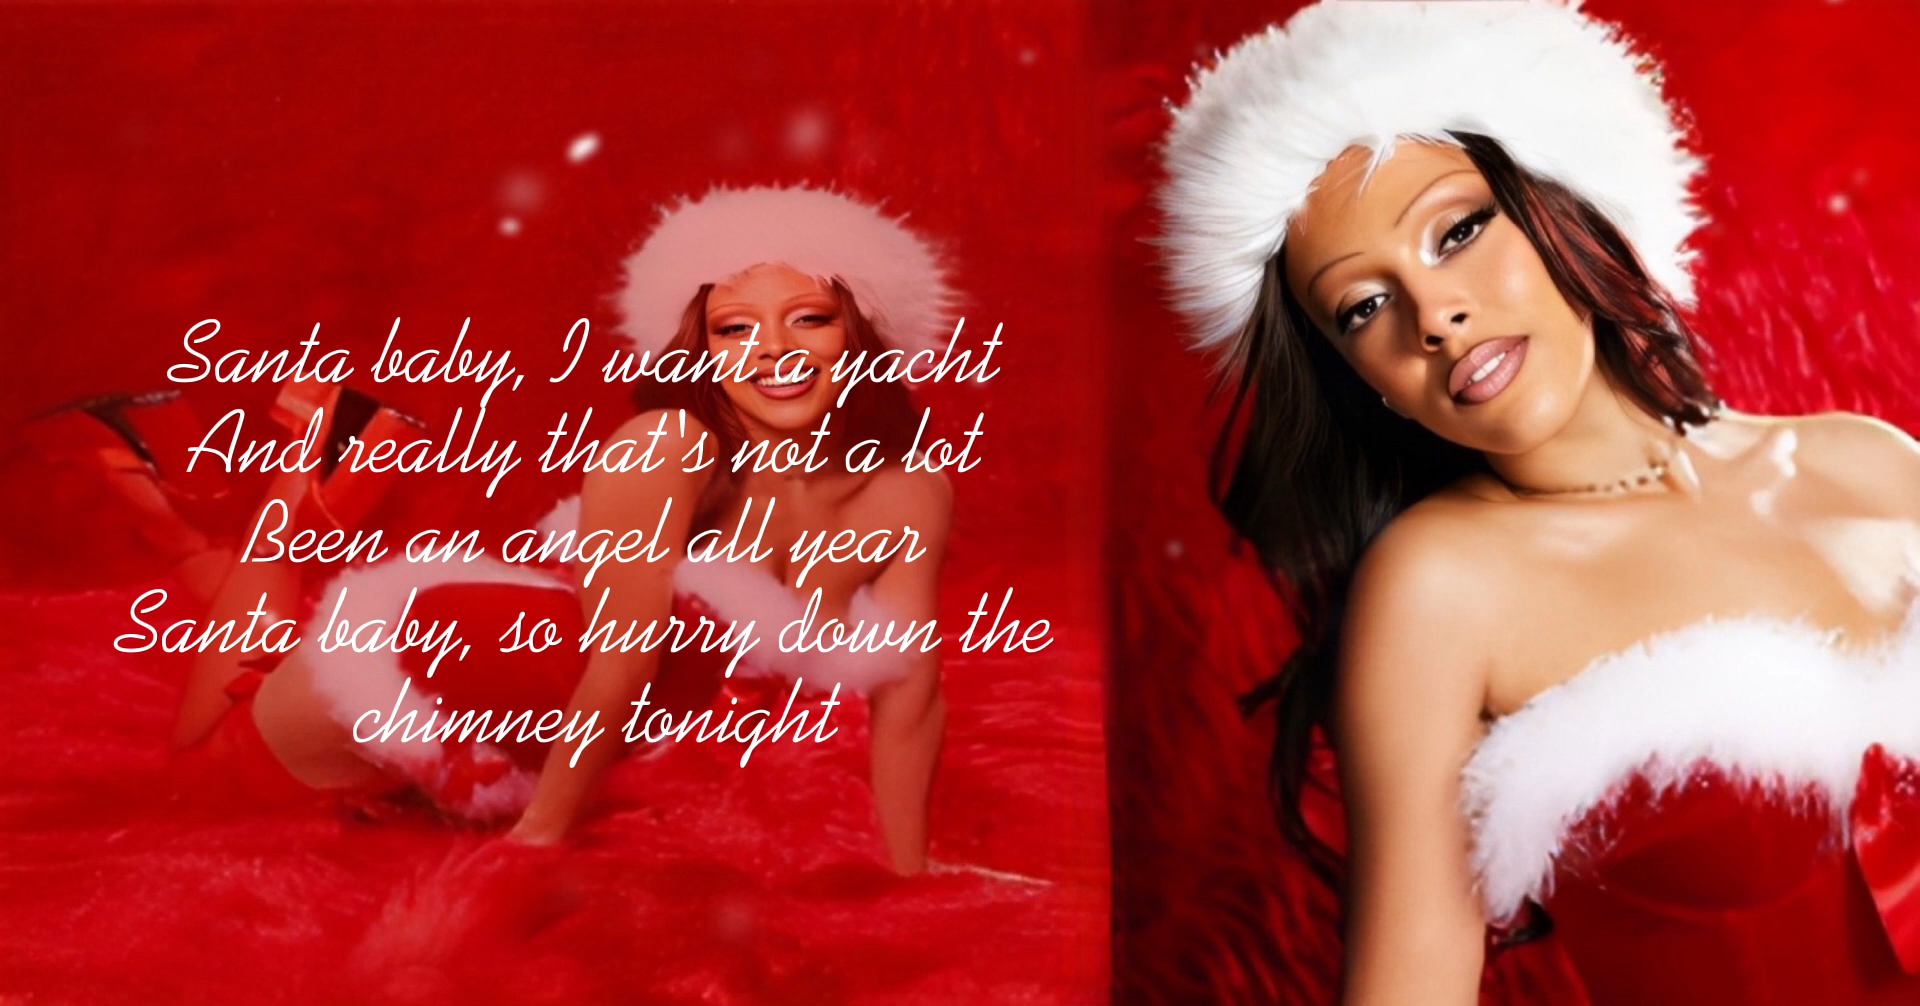 Santa baby, I want a yacht
And really that's not a lot
Been an angel all year
Santa baby, so hurry down the
chimney tonight